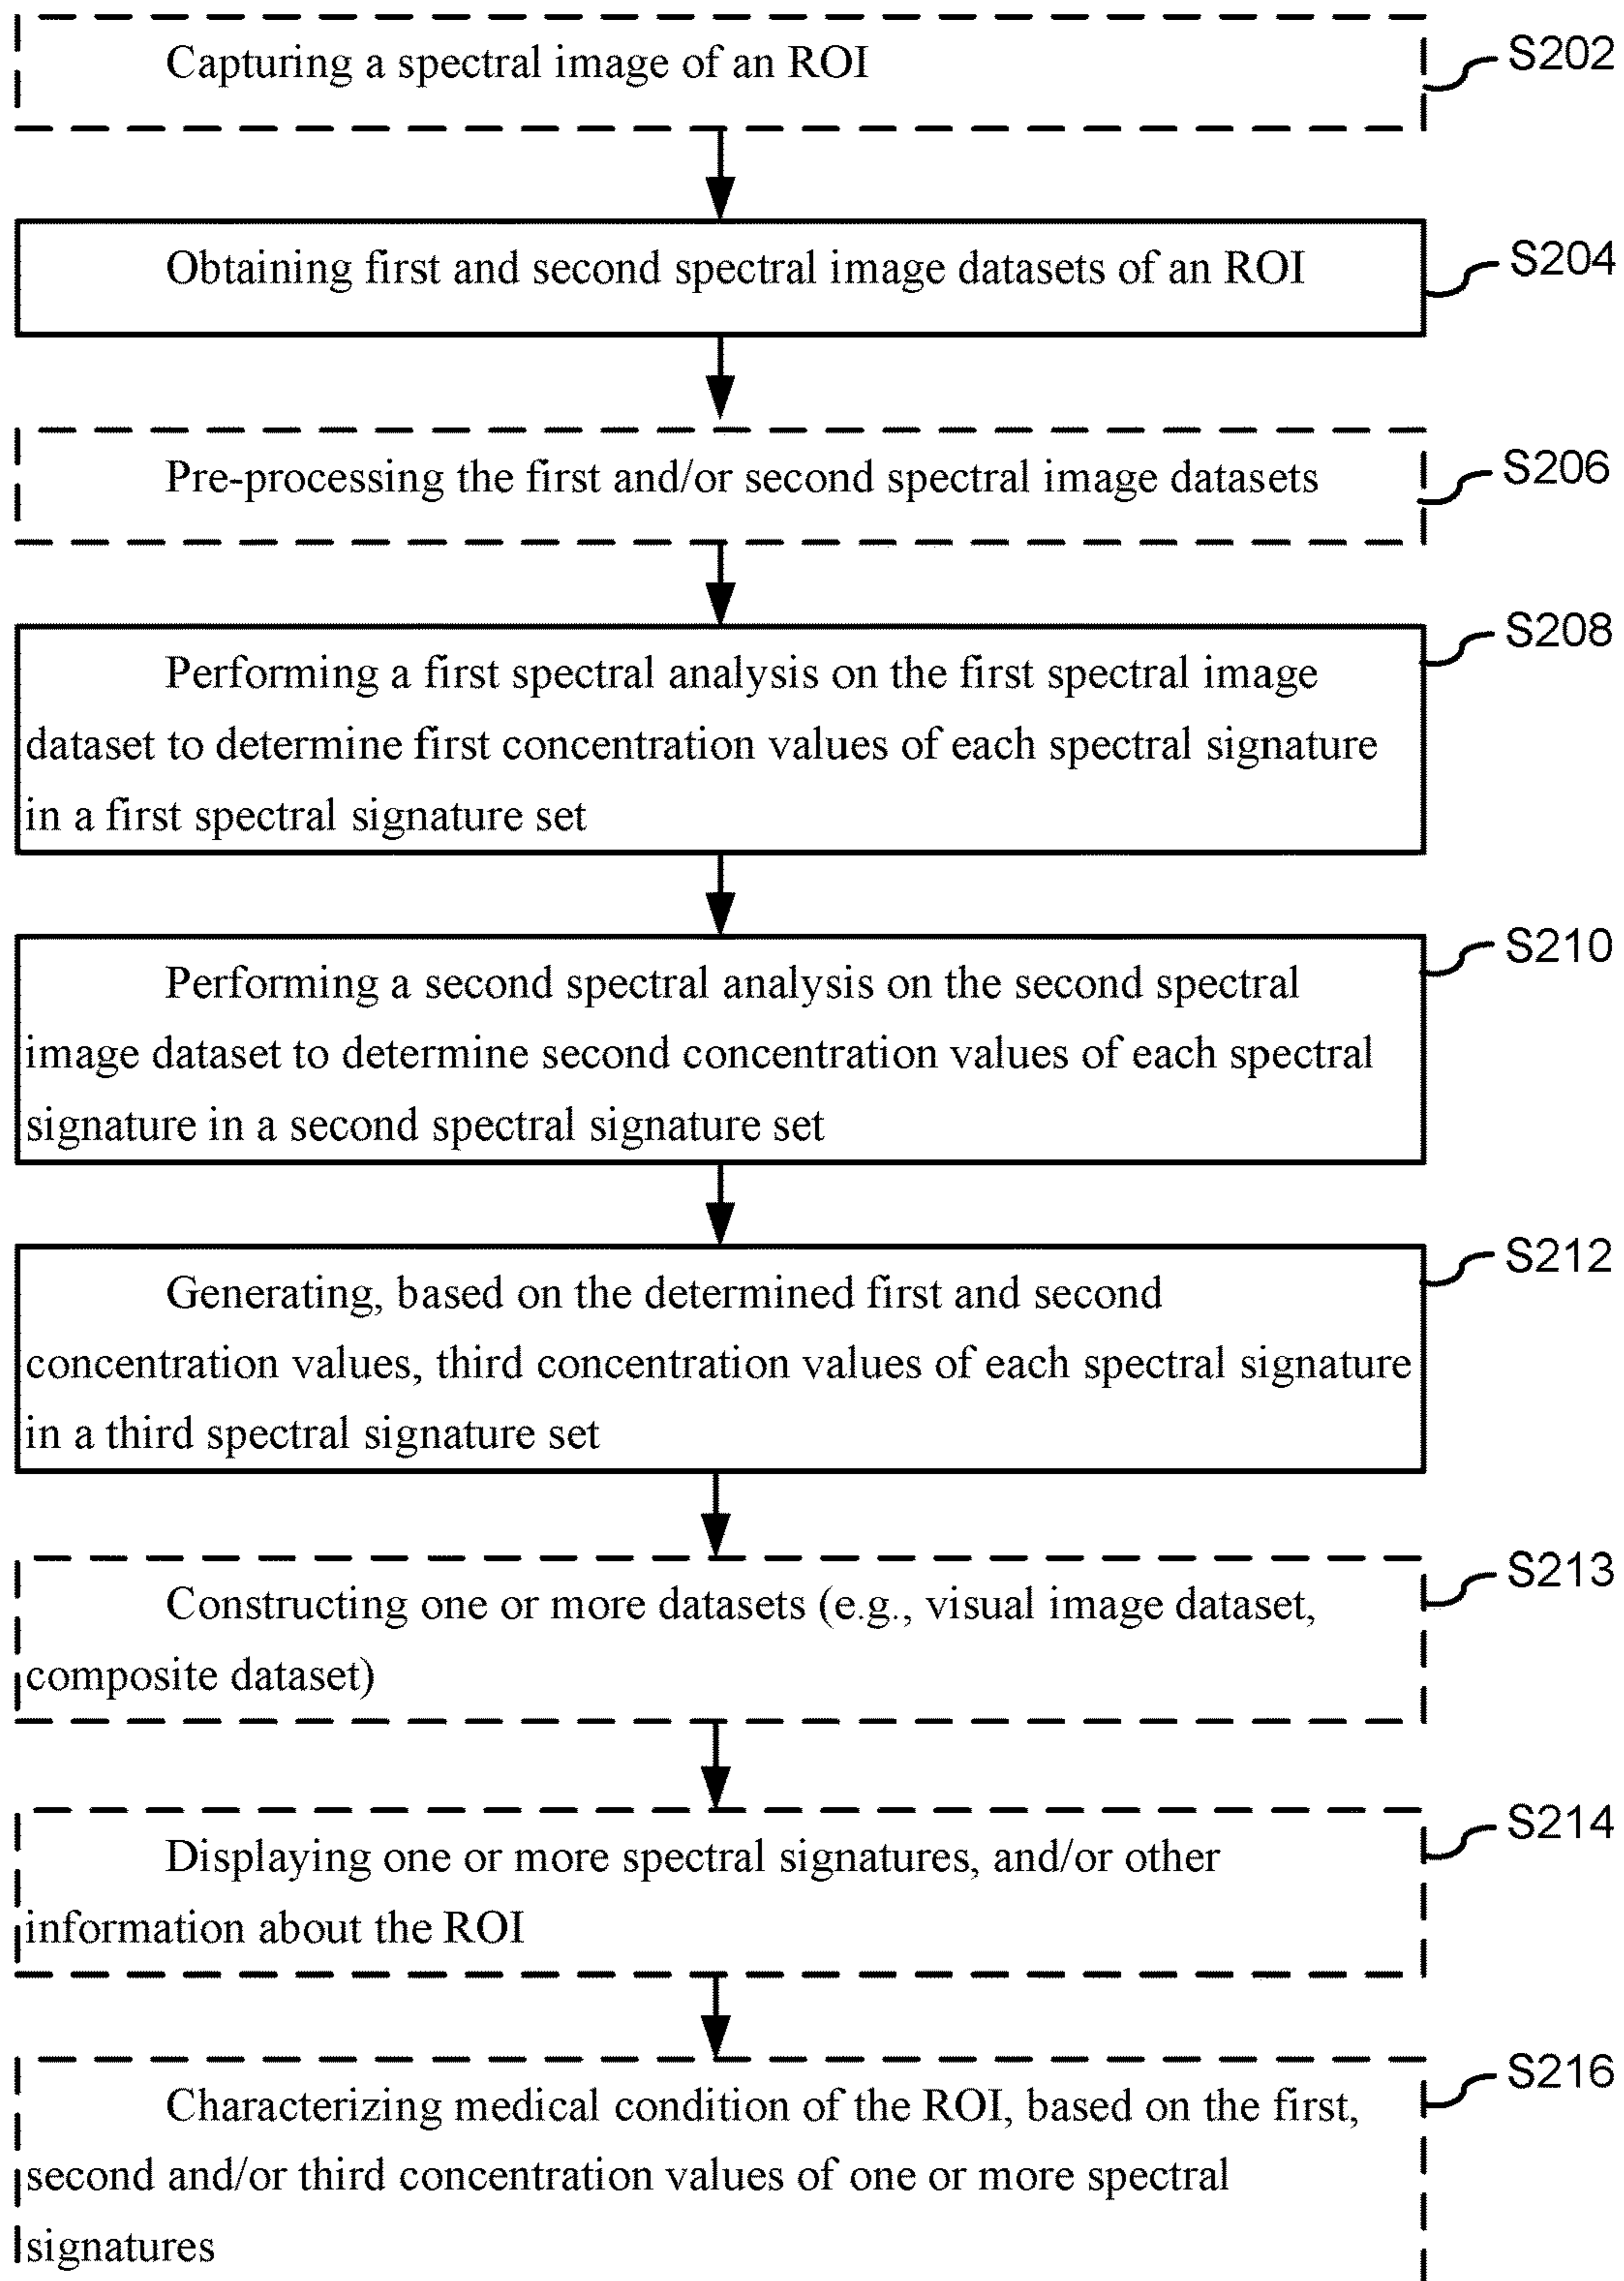 Capturing a spectral image of an ROI
S202
Obtaining first and second spectral image datasets of an ROI
S204
Pre-processing the first and/or second spectral image datasets
S206
Performing a first spectral analysis on the first spectral image
dataset to determine first concentration values of each spectral signature
in a first spectral signature set
S208
Performing a second spectral analysis on the second spectral
image dataset to determine second concentration values of each spectral
signature in a second spectral signature set
S210
Generating, based on the determined first and second
concentration values, third concentration values of each spectral signature
in a third spectral signature set
S212
Constructing one or more datasets (e.g., visual image dataset,
composite dataset)
S213
Displaying one or more spectral signatures, and/or other
information about the ROI
S214
Characterizing medical condition of the ROI, based on the first,
second and/or third concentration values of one or more spectral
signatures
S216